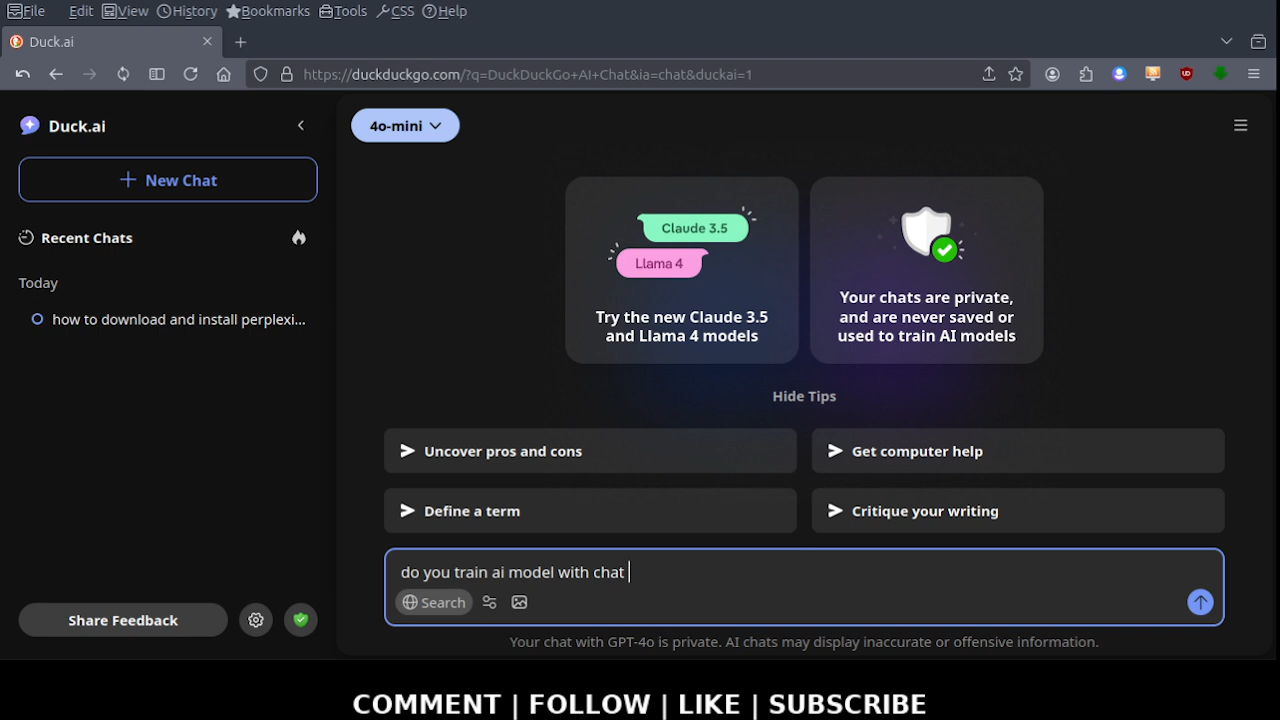 File Edit View History Bookmarks Tools CSS Help
Duck.ai
https://duckduckgo.com/?q=DuckDuckGo+AI+Chat&ia=chat&duckai=1
Duck.ai
4o-mini
New Chat
Recent Chats
Today
how to download and install perplexi...
Claude 3.5
Llama 4
Try the new Claude 3.5
and Llama 4 models
Your chats are private,
and are never saved or
used to train AI models
Hide Tips
Uncover pros and cons
Get computer help
Define a term
Critique your writing
do you train ai model with chat
Search
Share Feedback
Your chat with GPT-4o is private. AI chats may display inaccurate or offensive information.
COMMENT | FOLLOW | LIKE | SUBSCRIBE